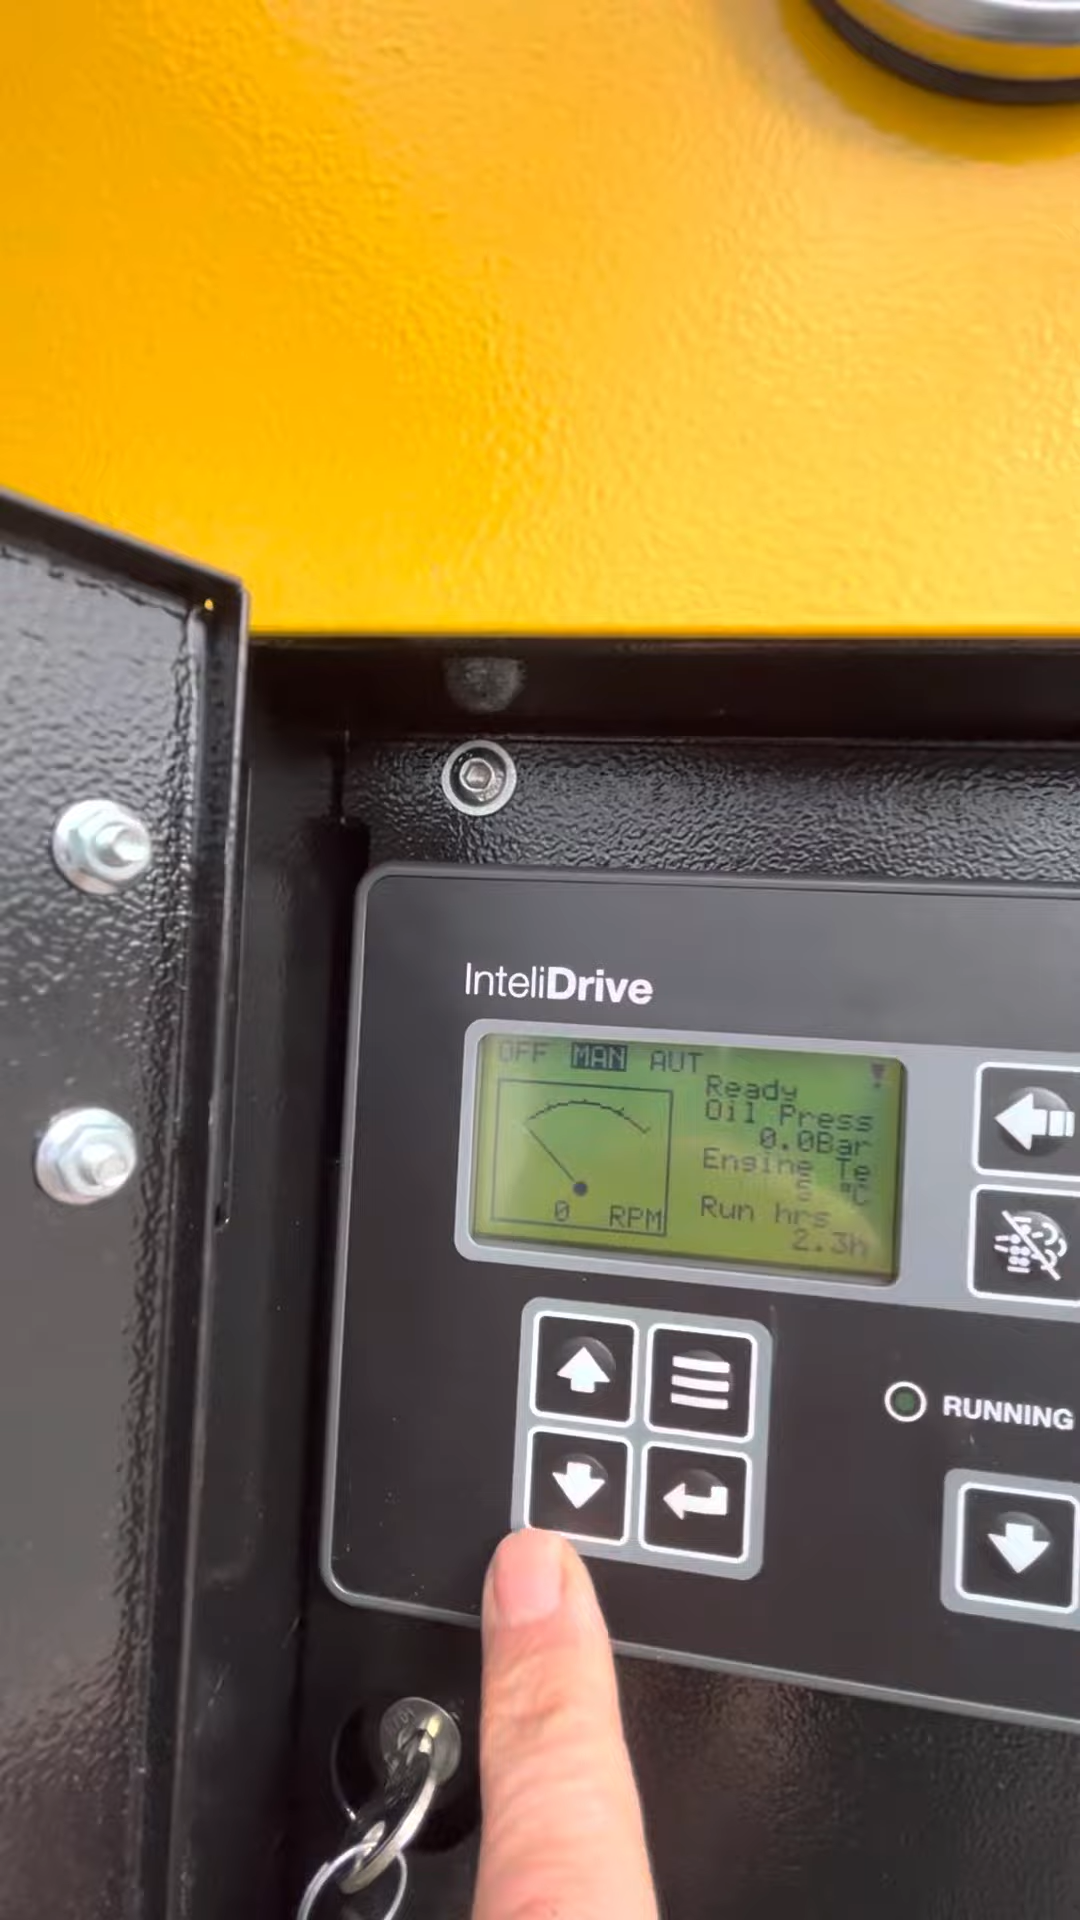 InteliDrive
OFF MAN AUT
Ready
Oil Press
0.0Bar
Engine Te
°C
Run hrs
2.3h
0 RPM
RUNNING